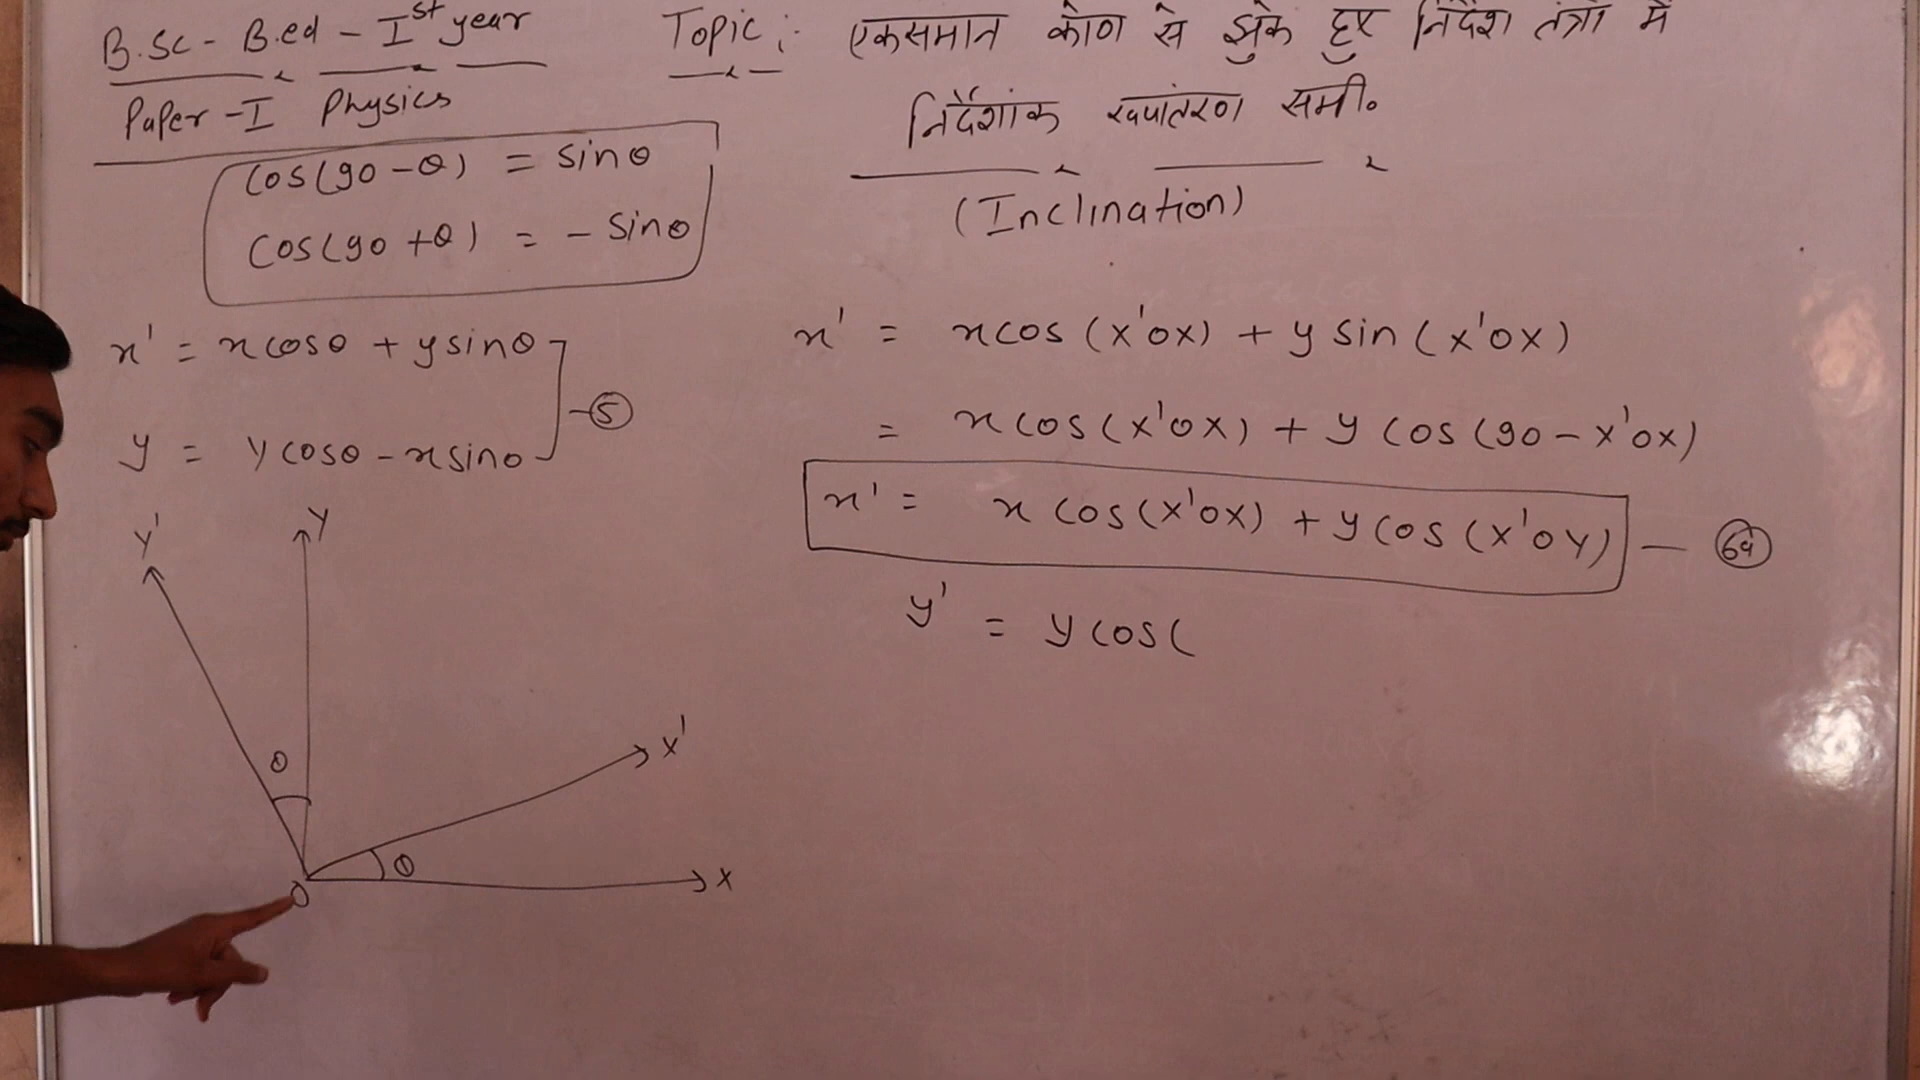 B.Sc - B.ed - Ist year
Paper - I Physics
Topic :- एकसमान कोण से झुके हुए निर्देश तंत्रों में
निर्देशांक रूपांतरण समी०
(Inclination)
cos(90 - θ) = sinθ
cos(90 + θ) = - sinθ
x' = x cosθ + y sinθ
y = y cosθ - x sinθ
-⑤
Y'
Y
θ
X'
θ
O
X
x' = x cos (X'OX) + y sin (X'OX)
= x cos (X'OX) + y cos (90 - X'OX)
x' = x cos(X'OX) + y cos (X'OY) —
y' = y cos(